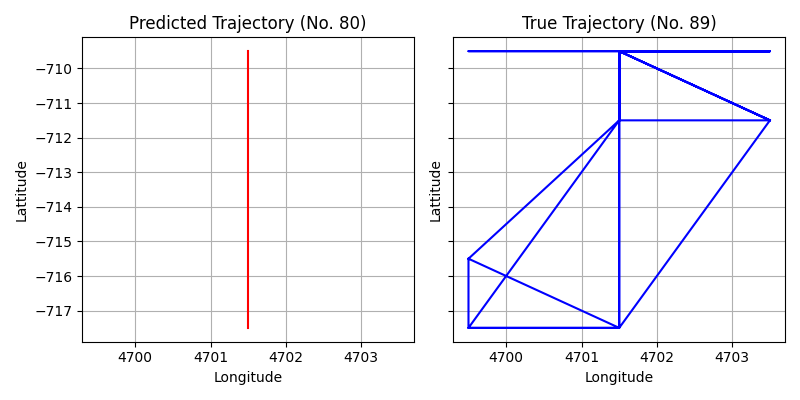 Predicted Trajectory (No. 80)
True Trajectory (No. 89)
Lattitude
−710
−711
−712
−713
−714
−715
−716
−717
4700
4701
4702
4703
Longitude
Lattitude
4700
4701
4702
4703
Longitude